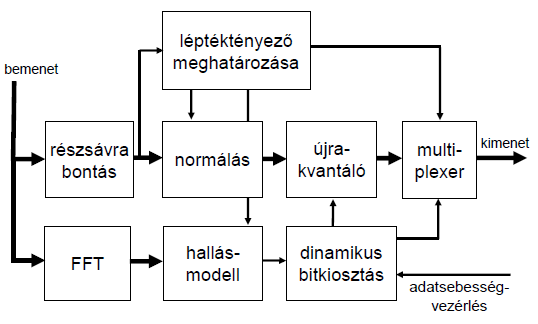 léptéktényező
meghatározása
bemenet
részsávra
bontás
normálás
újra-
kvantáló
multi-
plexer
kimenet
FFT
hallás-
modell
dinamikus
bitkiosztás
adatsebesség-
vezérlés